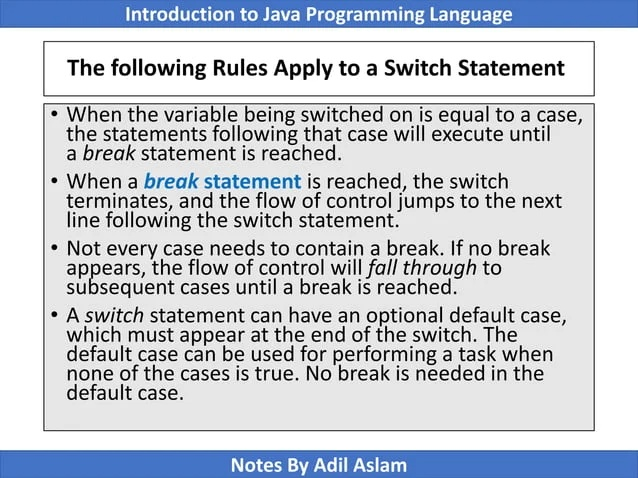 Introduction to Java Programming Language
The following Rules Apply to a Switch Statement
• When the variable being switched on is equal to a case,
the statements following that case will execute until
a break statement is reached.
• When a break statement is reached, the switch
terminates, and the flow of control jumps to the next
line following the switch statement.
• Not every case needs to contain a break. If no break
appears, the flow of control will fall through to
subsequent cases until a break is reached.
• A switch statement can have an optional default case,
which must appear at the end of the switch. The
default case can be used for performing a task when
none of the cases is true. No break is needed in the
default case.
Notes By Adil Aslam